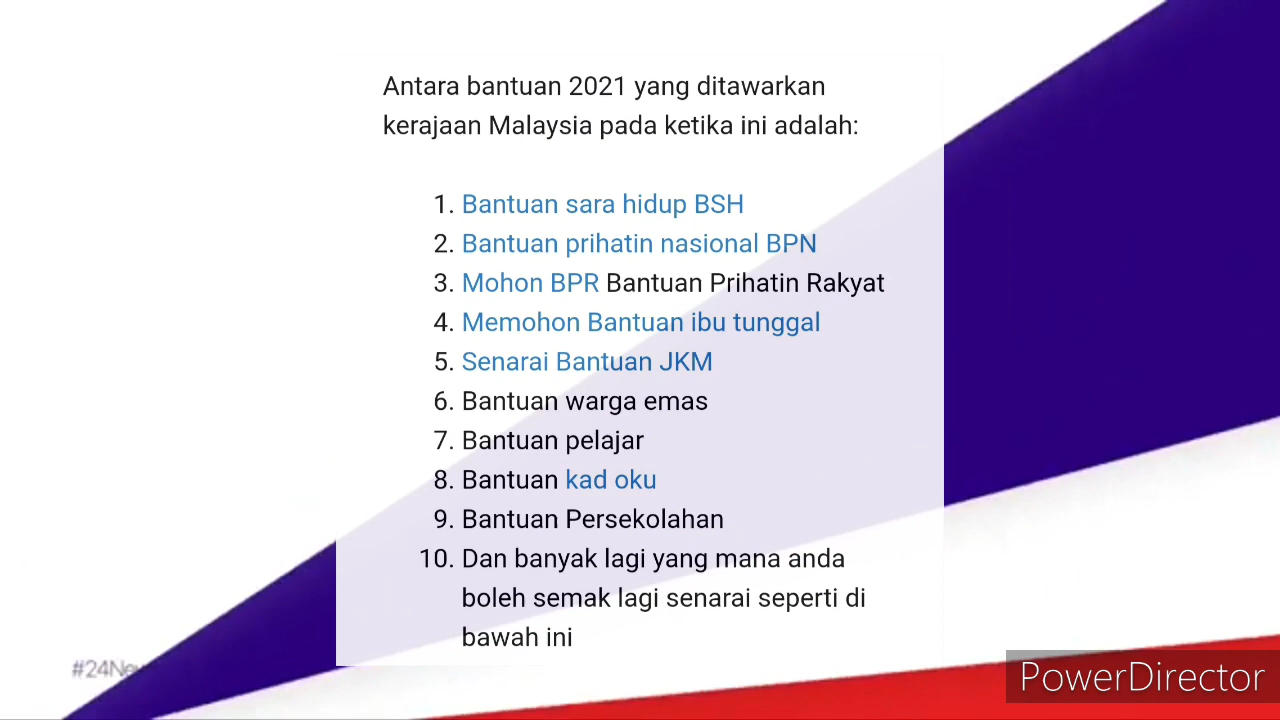 Antara bantuan 2021 yang ditawarkan
kerajaan Malaysia pada ketika ini adalah:
1. Bantuan sara hidup BSH
2. Bantuan prihatin nasional BPN
3. Mohon BPR Bantuan Prihatin Rakyat
4. Memohon Bantuan ibu tunggal
5. Senarai Bantuan JKM
6. Bantuan warga emas
7. Bantuan pelajar
8. Bantuan kad oku
9. Bantuan Persekolahan
10. Dan banyak lagi yang mana anda
boleh semak lagi senarai seperti di
bawah ini
PowerDirector